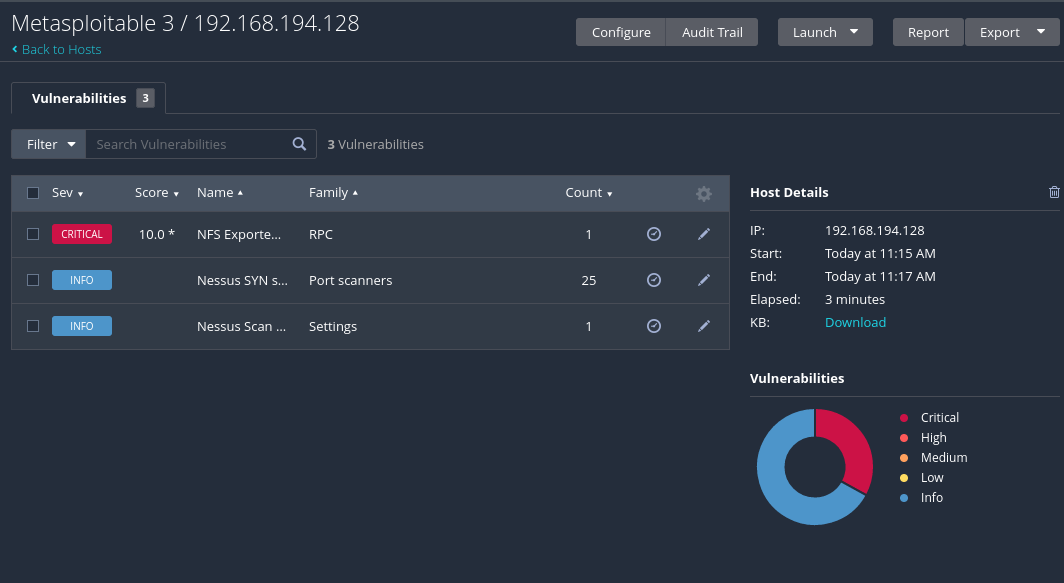 Metasploitable 3 / 192.168.194.128
Back to Hosts
Configure Audit Trail Launch Report Export
Vulnerabilities 3
Filter Search Vulnerabilities 3 Vulnerabilities
Sev Score Name Family Count
CRITICAL 10.0 * NFS Exporte... RPC 1
INFO Nessus SYN s... Port scanners 25
INFO Nessus Scan ... Settings 1
Host Details
IP: 192.168.194.128
Start: Today at 11:15 AM
End: Today at 11:17 AM
Elapsed: 3 minutes
KB: Download
Vulnerabilities
Critical
High
Medium
Low
Info